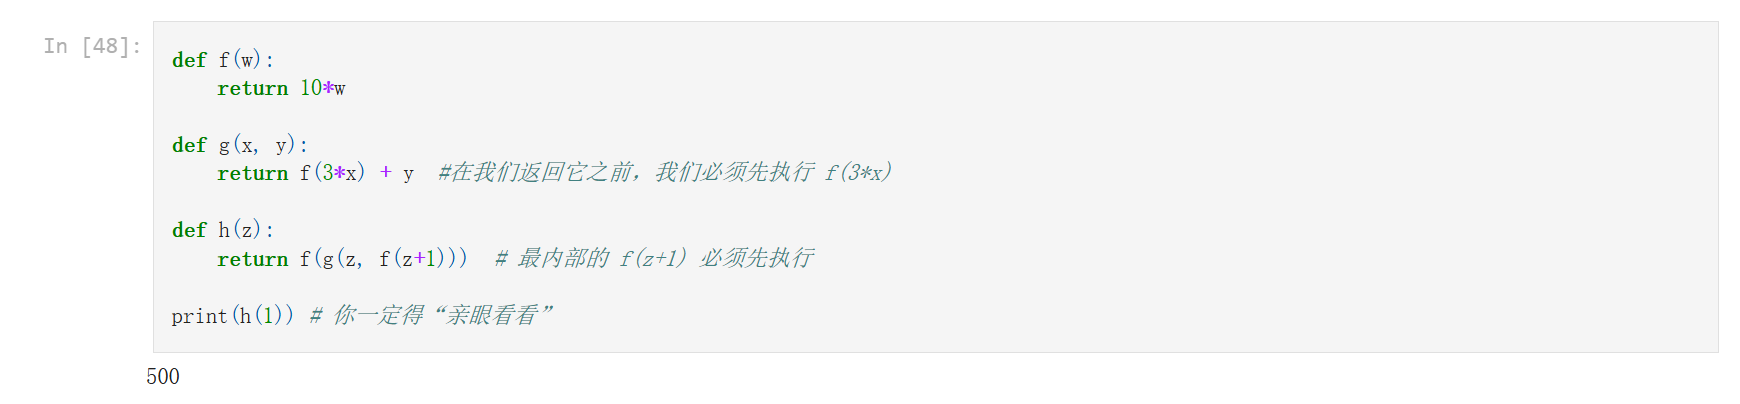 In [48]:
def f(w):
    return 10*w
def g(x, y):
    return f(3*x) + y  #在我们返回它之前，我们必须先执行 f(3*x)
def h(z):
    return f(g(z, f(z+1)))  # 最内部的 f(z+1) 必须先执行
print(h(1)) # 你一定得“亲眼看看”
500